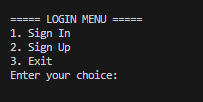 ===== LOGIN MENU =====
1. Sign In
2. Sign Up
3. Exit
Enter your choice: